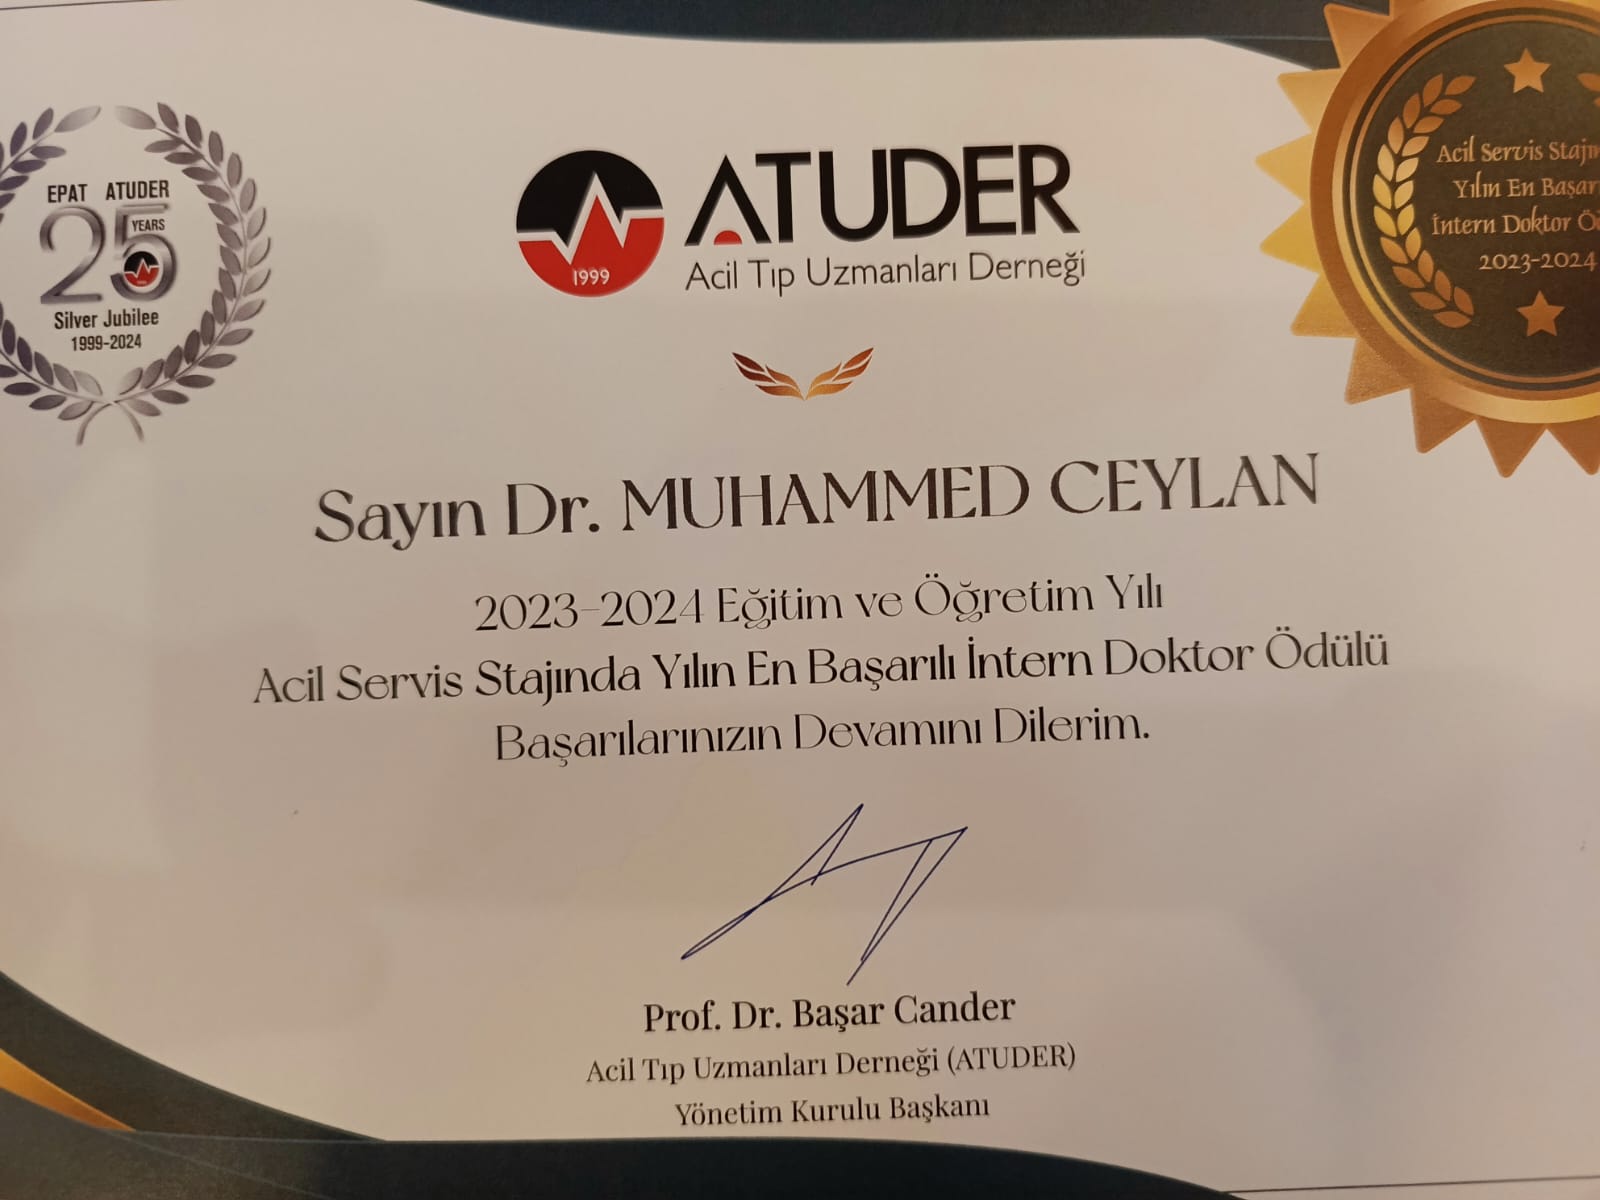 EPAT ATUDER
25 YEARS
Silver Jubilee
1999-2024
1999
ATUDER
Acil Tıp Uzmanları Derneği
Acil Servis
Yılın En
İntern Doktor
2023-2024
Sayın Dr. MUHAMMED CEYLAN
2023-2024 Eğitim ve Öğretim Yılı
Acil Servis Stajında Yılın En Başarılı İntern Doktor Ödülü
Başarılarınızın Devamını Dilerim.
Prof. Dr. Başar Cander
Acil Tıp Uzmanları Derneği (ATUDER)
Yönetim Kurulu Başkanı